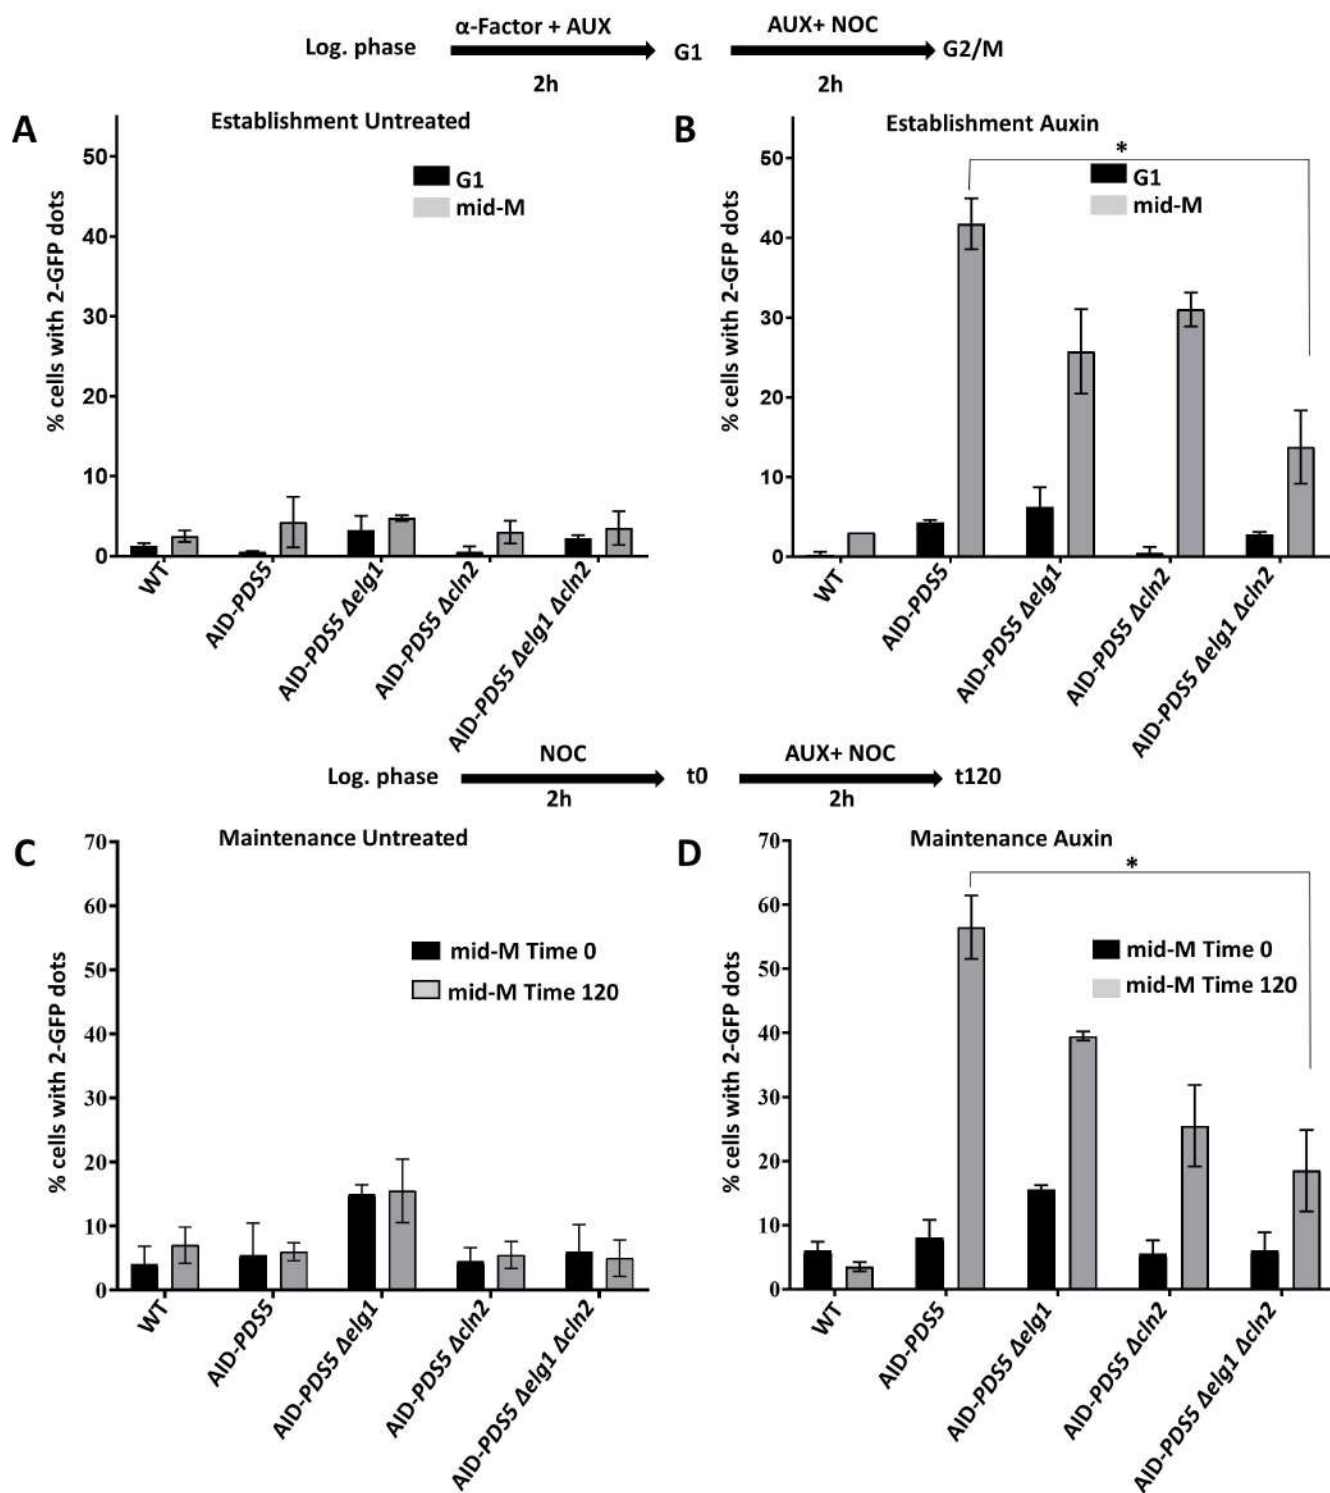 α-Factor + AUX AUX+ NOC
Log. phase G1 G2/M
2h 2h
A Establishment Untreated
50
40
30
20
10
0
% cells with 2-GFP dots
G1
mid-M
WT
AID-PDS5
AID-PDS5 Δelg1
AID-PDS5 Δcln2
AID-PDS5 Δelg1 Δcln2
B Establishment Auxin
*
50
40
30
20
10
0
% cells with 2-GFP dots
G1
mid-M
WT
AID-PDS5
AID-PDS5 Δelg1
AID-PDS5 Δcln2
AID-PDS5 Δelg1 Δcln2
NOC AUX+ NOC
Log. phase t0 t120
2h 2h
C Maintenance Untreated
70
60
50
40
30
20
10
0
% cells with 2-GFP dots
mid-M Time 0
mid-M Time 120
WT
AID-PDS5
AID-PDS5 Δelg1
AID-PDS5 Δcln2
AID-PDS5 Δelg1 Δcln2
D Maintenance Auxin
*
70
60
50
40
30
20
10
0
% cells with 2-GFP dots
mid-M Time 0
mid-M Time 120
WT
AID-PDS5
AID-PDS5 Δelg1
AID-PDS5 Δcln2
AID-PDS5 Δelg1 Δcln2